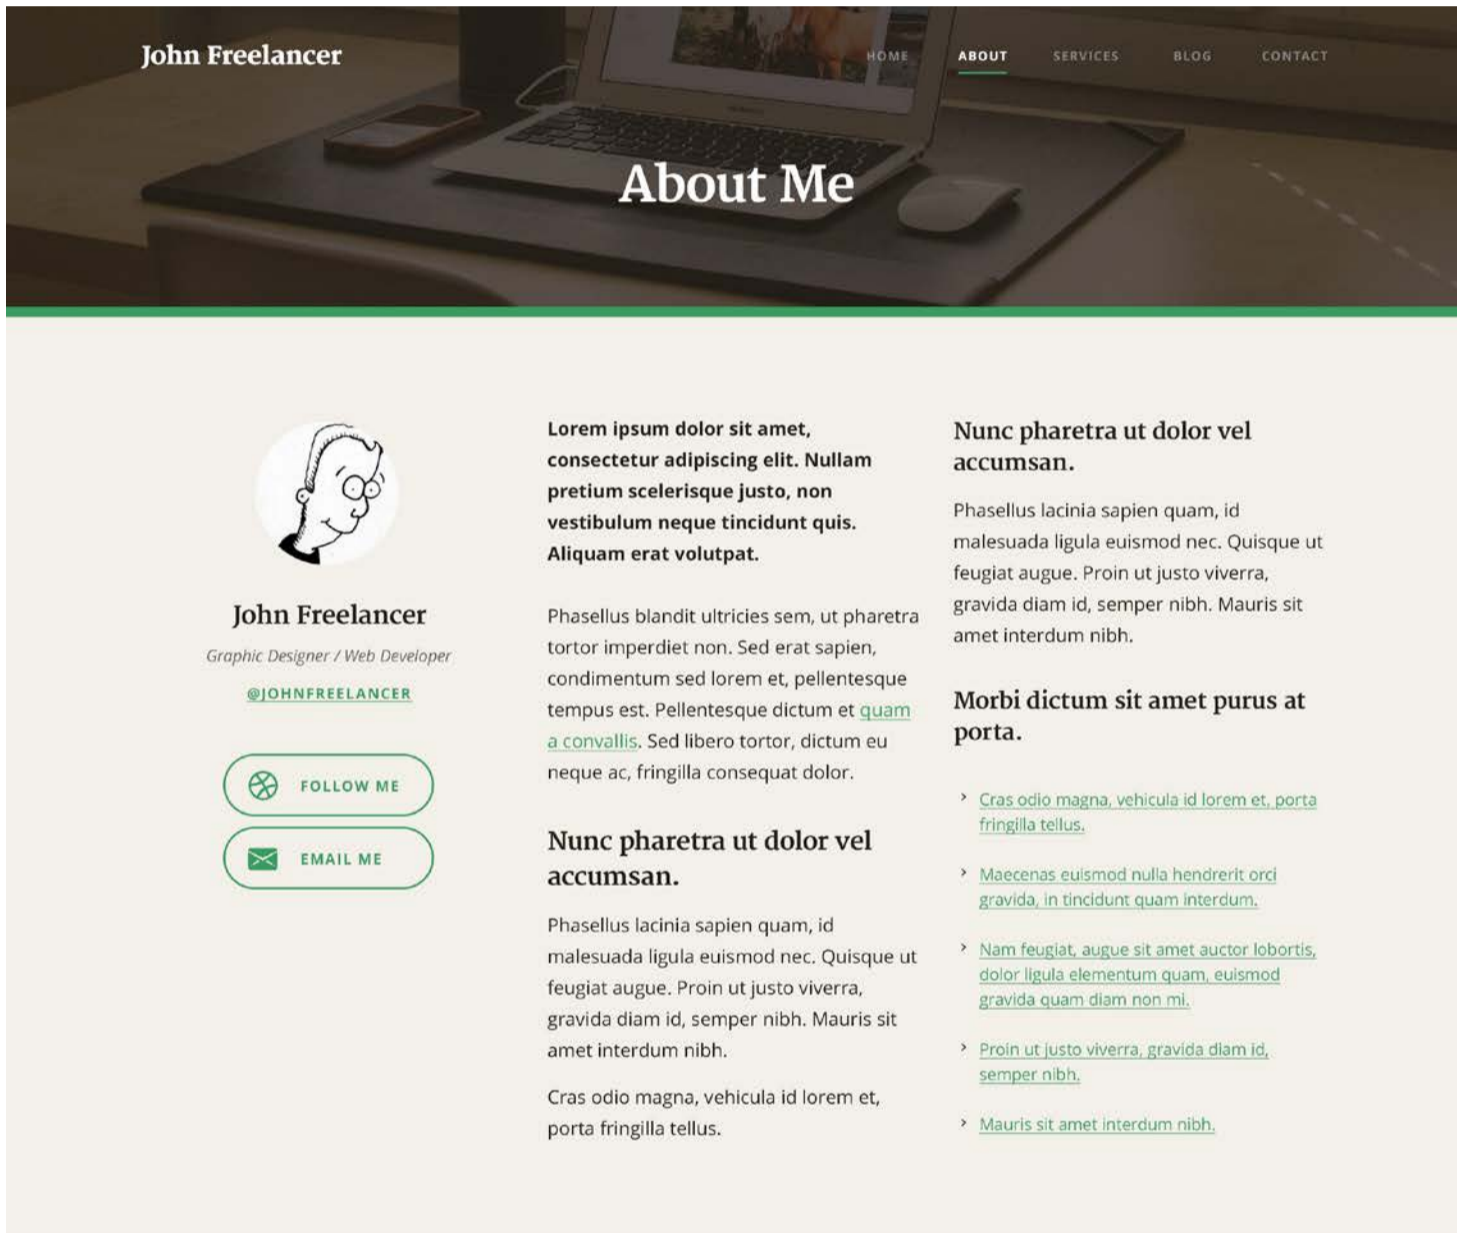 John Freelancer
HOME ABOUT SERVICES BLOG CONTACT
About Me
John Freelancer
Graphic Designer / Web Developer
@JOHNFREELANCER
FOLLOW ME
EMAIL ME
Lorem ipsum dolor sit amet,
consectetur adipiscing elit. Nullam
pretium scelerisque justo, non
vestibulum neque tincidunt quis.
Aliquam erat volutpat.
Phasellus blandit ultricies sem, ut pharetra
tortor imperdiet non. Sed erat sapien,
condimentum sed lorem et, pellentesque
tempus est. Pellentesque dictum et quam
a convallis. Sed libero tortor, dictum eu
neque ac, fringilla consequat dolor.
Nunc pharetra ut dolor vel
accumsan.
Phasellus lacinia sapien quam, id
malesuada ligula euismod nec. Quisque ut
feugiat augue. Proin ut justo viverra,
gravida diam id, semper nibh. Mauris sit
amet interdum nibh.
Cras odio magna, vehicula id lorem et,
porta fringilla tellus.
Nunc pharetra ut dolor vel
accumsan.
Phasellus lacinia sapien quam, id
malesuada ligula euismod nec. Quisque ut
feugiat augue. Proin ut justo viverra,
gravida diam id, semper nibh. Mauris sit
amet interdum nibh.
Morbi dictum sit amet purus at
porta.
Cras odio magna, vehicula id lorem et, porta
fringilla tellus.
Maecenas euismod nulla hendrerit orci
gravida, in tincidunt quam interdum.
Nam feugiat, augue sit amet auctor lobortis,
dolor ligula elementum quam, euismod
gravida quam diam non mi.
Proin ut justo viverra, gravida diam id,
semper nibh.
Mauris sit amet interdum nibh.